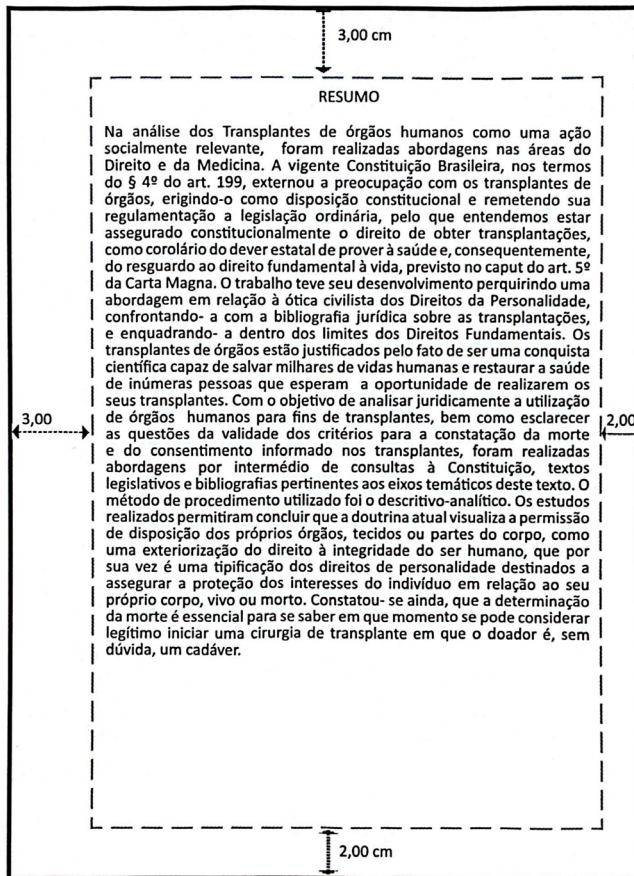 3,00 cm
RESUMO
Na análise dos Transplantes de órgãos humanos como uma ação
socialmente relevante, foram realizadas abordagens nas áreas do
Direito e da Medicina. A vigente Constituição Brasileira, nos termos
do § 4º do art. 199, externou a preocupação com os transplantes de
órgãos, erigindo-o como disposição constitucional e remetendo sua
regulamentação a legislação ordinária, pelo que entendemos estar
assegurado constitucionalmente o direito de obter transplantações,
como corolário do dever estatal de prover à saúde e, consequentemente,
do resguardo ao direito fundamental à vida, previsto no caput do art. 5º
da Carta Magna. O trabalho teve seu desenvolvimento perquirindo uma
abordagem em relação à ótica civilista dos Direitos da Personalidade,
confrontando- a com a bibliografia jurídica sobre as transplantações,
e enquadrando- a dentro dos limites dos Direitos Fundamentais. Os
transplantes de órgãos estão justificados pelo fato de ser uma conquista
científica capaz de salvar milhares de vidas humanas e restaurar a saúde
de inúmeras pessoas que esperam a oportunidade de realizarem os
seus transplantes. Com o objetivo de analisar juridicamente a utilização
3,00
de órgãos humanos para fins de transplantes, bem como esclarecer
2,00
as questões da validade dos critérios para a constatação da morte
e do consentimento informado nos transplantes, foram realizadas
abordagens por intermédio de consultas à Constituição, textos
legislativos e bibliografias pertinentes aos eixos temáticos deste texto. O
método de procedimento utilizado foi o descritivo-analítico. Os estudos
realizados permitiram concluir que a doutrina atual visualiza a permissão
de disposição dos próprios órgãos, tecidos ou partes do corpo, como
uma exteriorização do direito à integridade do ser humano, que por
sua vez é uma tipificação dos direitos de personalidade destinados a
assegurar a proteção dos interesses do indivíduo em relação ao seu
próprio corpo, vivo ou morto. Constatou- se ainda, que a determinação
da morte é essencial para se saber em que momento se pode considerar
legítimo iniciar uma cirurgia de transplante em que o doador é, sem
dúvida, um cadáver.
2,00 cm